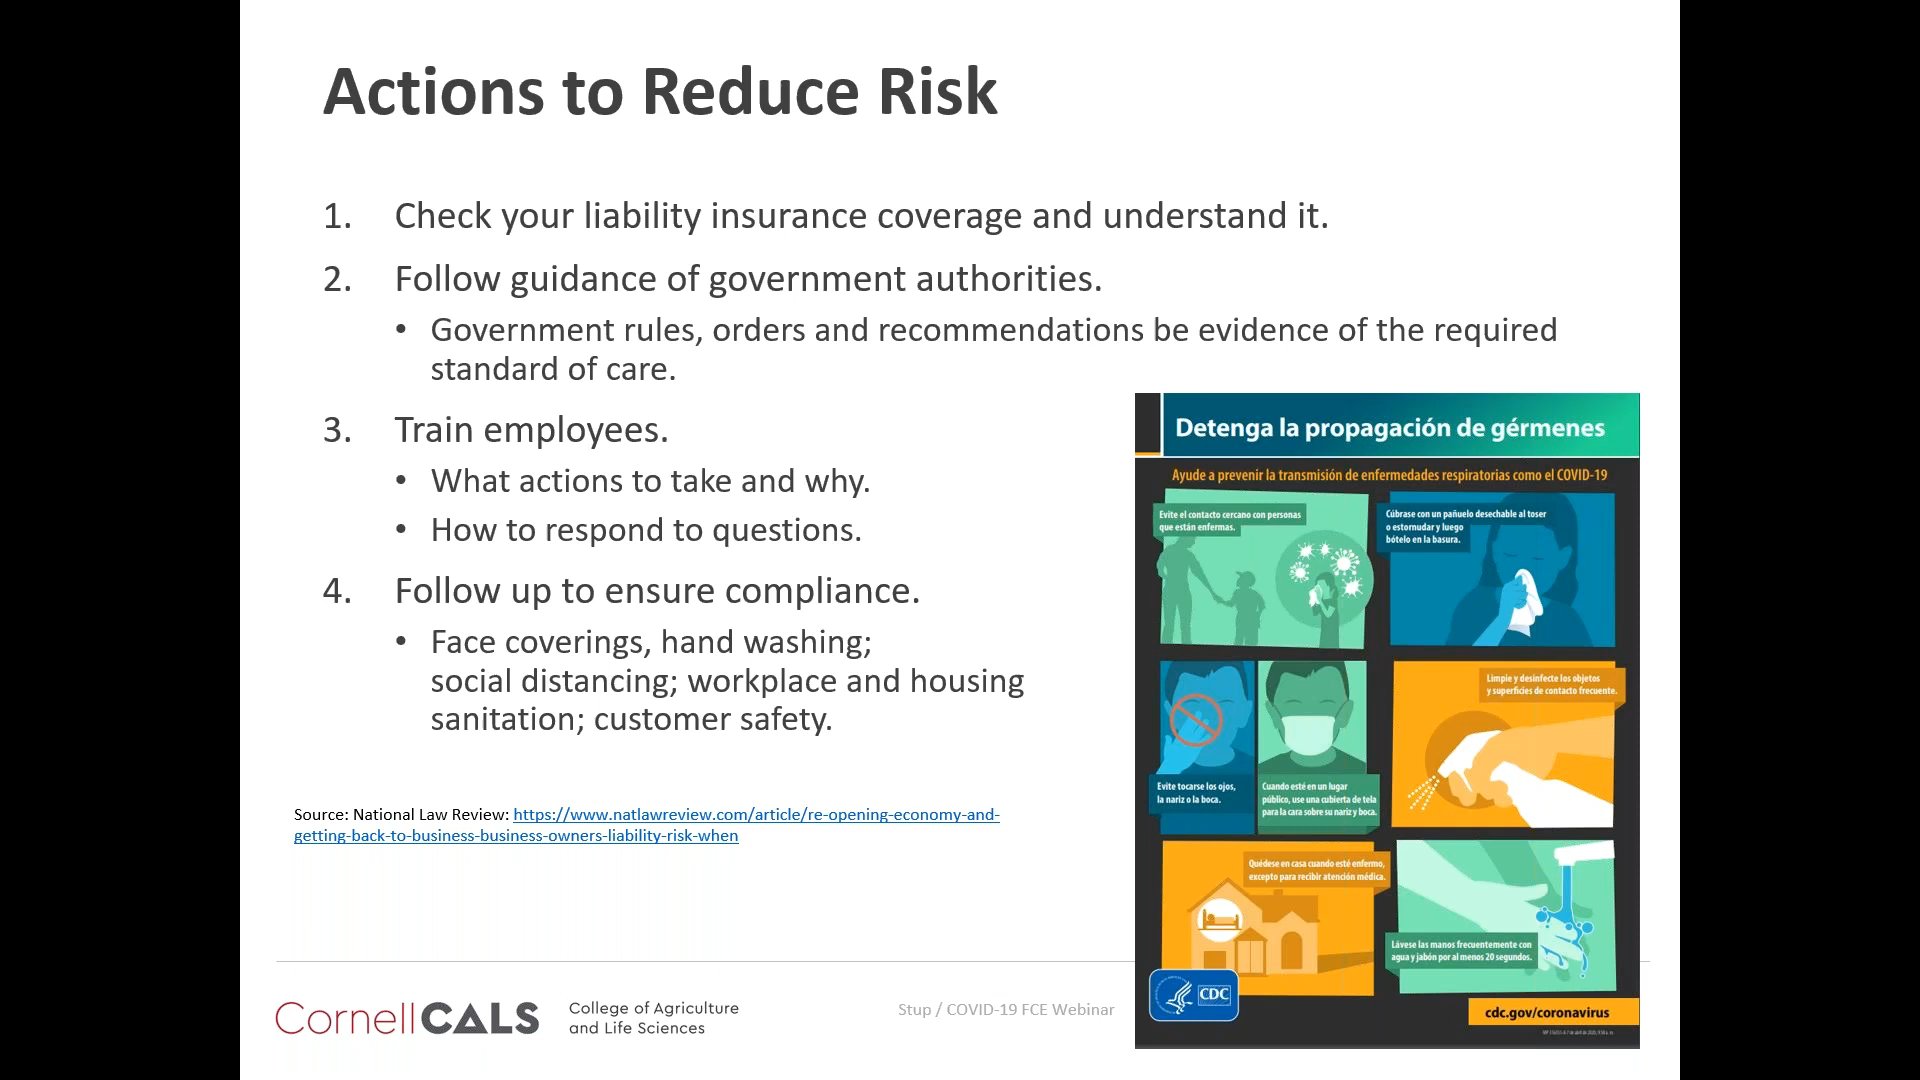 Actions to Reduce Risk
1. Check your liability insurance coverage and understand it.
2. Follow guidance of government authorities.
• Government rules, orders and recommendations be evidence of the required
standard of care.
3. Train employees.
• What actions to take and why.
• How to respond to questions.
4. Follow up to ensure compliance.
• Face coverings, hand washing;
social distancing; workplace and housing
sanitation; customer safety.
Source: National Law Review: https://www.natlawreview.com/article/re-opening-economy-and-
getting-back-to-business-business-owners-liability-risk-when
Detenga la propagación de gérmenes
Ayude a prevenir la transmisión de enfermedades respiratorias como el COVID-19
Evite el contacto cercano con personas
que están enfermas.
Cúbrase con un pañuelo desechable al toser
o estornudar y luego
bótelo en la basura.
Evite tocarse los ojos,
la nariz o la boca.
Cuando esté en un lugar
público, use una cubierta de tela
para la cara sobre su nariz y boca.
Limpie y desinfecte los objetos
y superficies de contacto frecuente.
Quédese en casa cuando esté enfermo,
excepto para recibir atención médica.
Lávese las manos frecuentemente con
agua y jabón por al menos 20 segundos.
CDC
cdc.gov/coronavirus
CornellCALS
College of Agriculture
and Life Sciences
Stup / COVID-19 FCE Webinar